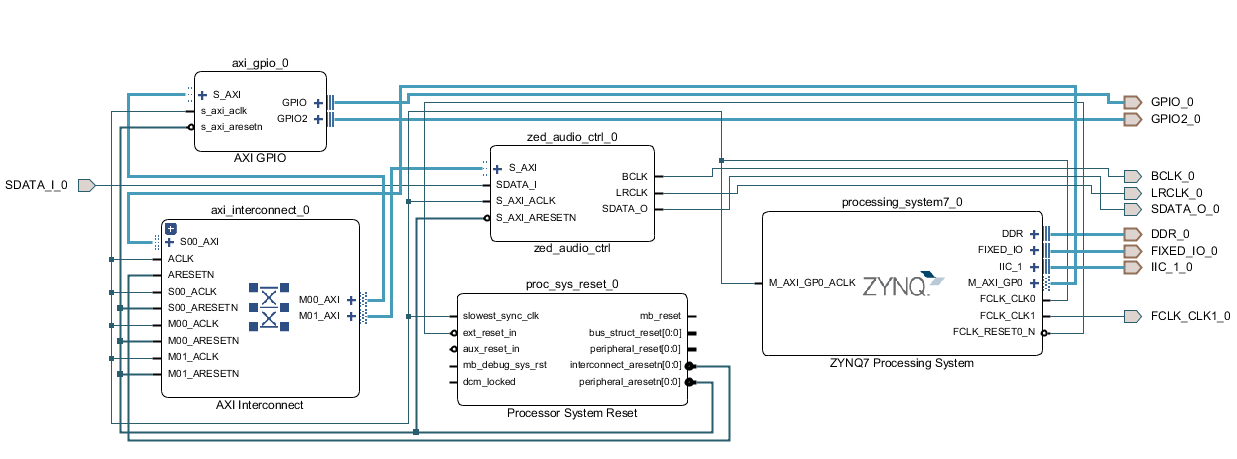 axi_gpio_0
S_AXI
s_axi_aclk
s_axi_aresetn
GPIO
GPIO2
AXI GPIO
GPIO_0
GPIO2_0
SDATA_I_0
zed_audio_ctrl_0
S_AXI
SDATA_I
S_AXI_ACLK
S_AXI_ARESETN
BCLK
LRCLK
SDATA_O
zed_audio_ctrl
BCLK_0
LRCLK_0
SDATA_O_0
axi_interconnect_0
S00_AXI
ACLK
ARESETN
S00_ACLK
S00_ARESETN
M00_ACLK
M00_ARESETN
M01_ACLK
M01_ARESETN
M00_AXI
M01_AXI
AXI Interconnect
proc_sys_reset_0
slowest_sync_clk
ext_reset_in
aux_reset_in
mb_debug_sys_rst
dcm_locked
mb_reset
bus_struct_reset[0:0]
peripheral_reset[0:0]
interconnect_aresetn[0:0]
peripheral_aresetn[0:0]
Processor System Reset
processing_system7_0
M_AXI_GP0_ACLK
ZYNQ
DDR
FIXED_IO
IIC_1
M_AXI_GP0
FCLK_CLK0
FCLK_CLK1
FCLK_RESET0_N
ZYNQ7 Processing System
DDR_0
FIXED_IO_0
IIC_1_0
FCLK_CLK1_0